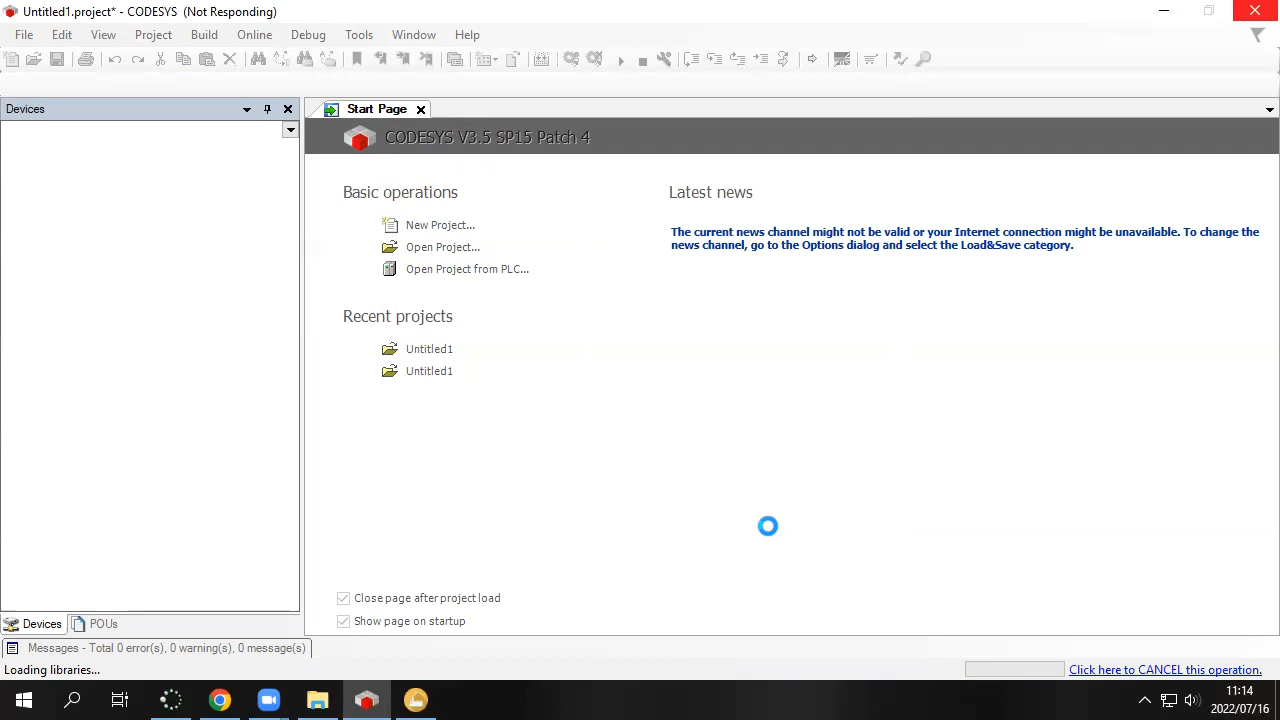 Untitled1.project* - CODESYS (Not Responding)
File Edit View Project Build Online Debug Tools Window Help
Devices
Start Page
CODESYS V3.5 SP15 Patch 4
Basic operations
New Project...
Open Project...
Open Project from PLC...
Recent projects
Untitled1
Untitled1
Latest news
The current news channel might not be valid or your Internet connection might be unavailable. To change the
news channel, go to the Options dialog and select the Load&Save category.
Close page after project load
Show page on startup
Devices POUs
Messages - Total 0 error(s), 0 warning(s), 0 message(s)
Loading libraries...
Click here to CANCEL this operation.
11:14
2022/07/16